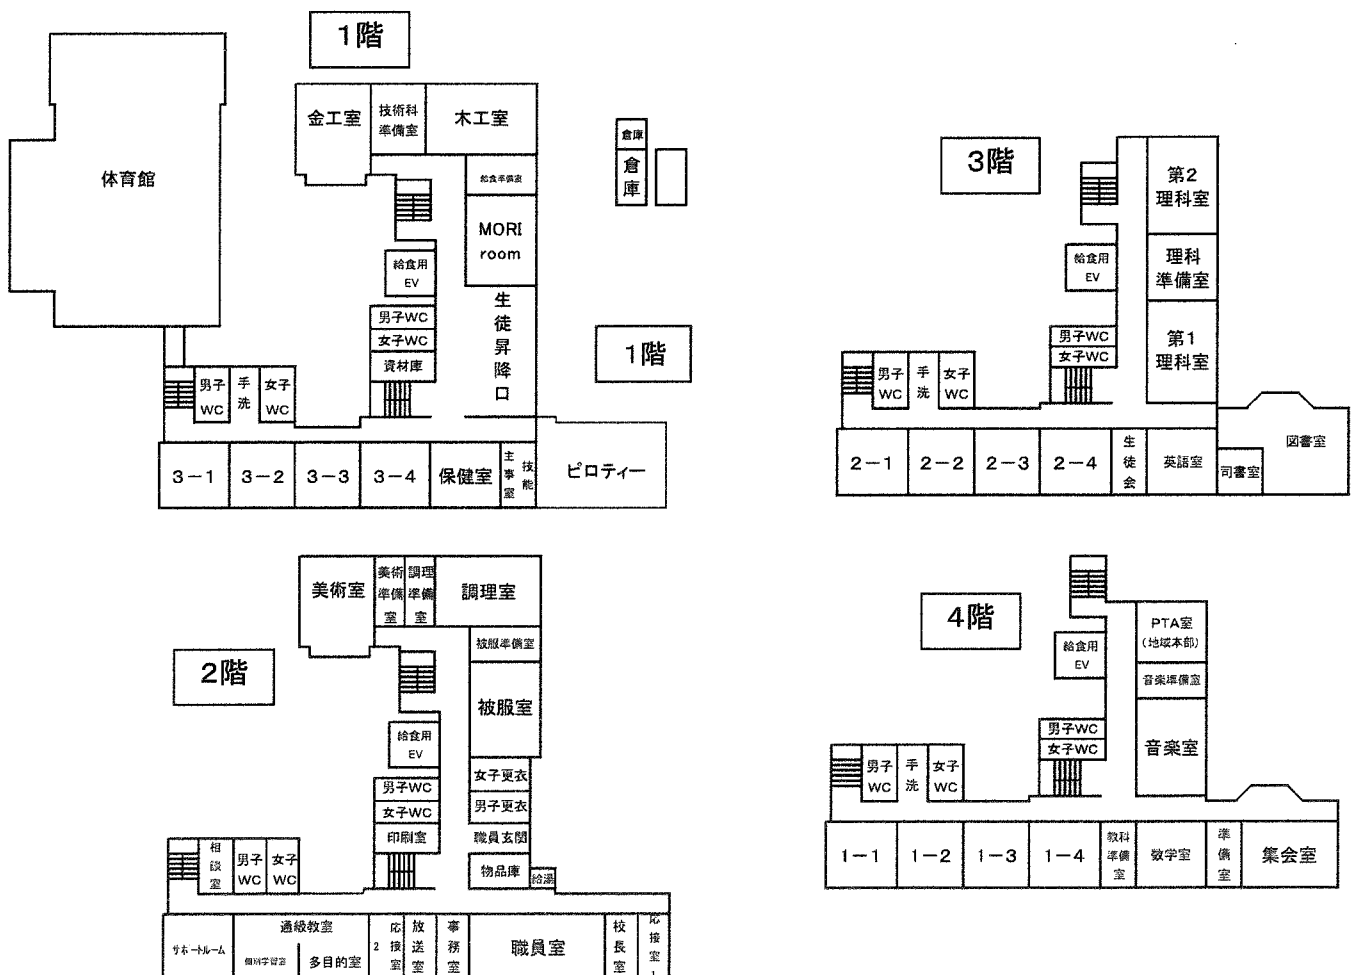 1階
金工室
技術科
準備室
木工室
体育館
給食準備室
MORI
room
給食用
EV
男子WC
女子WC
資材庫
生徒昇降口
男子
WC
手洗
女子
WC
3－1
3－2
3－3
3－4
保健室
主事室
技能
ピロティー
倉庫
倉庫
1階
3階
第2
理科室
理科
準備室
第1
理科室
給食用
EV
男子WC
女子WC
男子
WC
手洗
女子
WC
2－1
2－2
2－3
2－4
生徒会
英語室
司書室
図書室
2階
美術室
美術
準備
室
調理
準備
室
調理室
被服準備室
被服室
給食用
EV
男子WC
女子WC
印刷室
女子更衣
男子更衣
職員玄関
物品庫
給湯
相談室
男子
WC
女子
WC
サポートルーム
通級教室
個別学習室
多目的室
応接室
2
放送室
事務室
職員室
校長室
応接室1
4階
PTA室
（地域本部）
音楽準備室
音楽室
給食用
EV
男子WC
女子WC
男子
WC
手洗
女子
WC
1－1
1－2
1－3
1－4
教科
準備
室
数学室
準備室
集会室